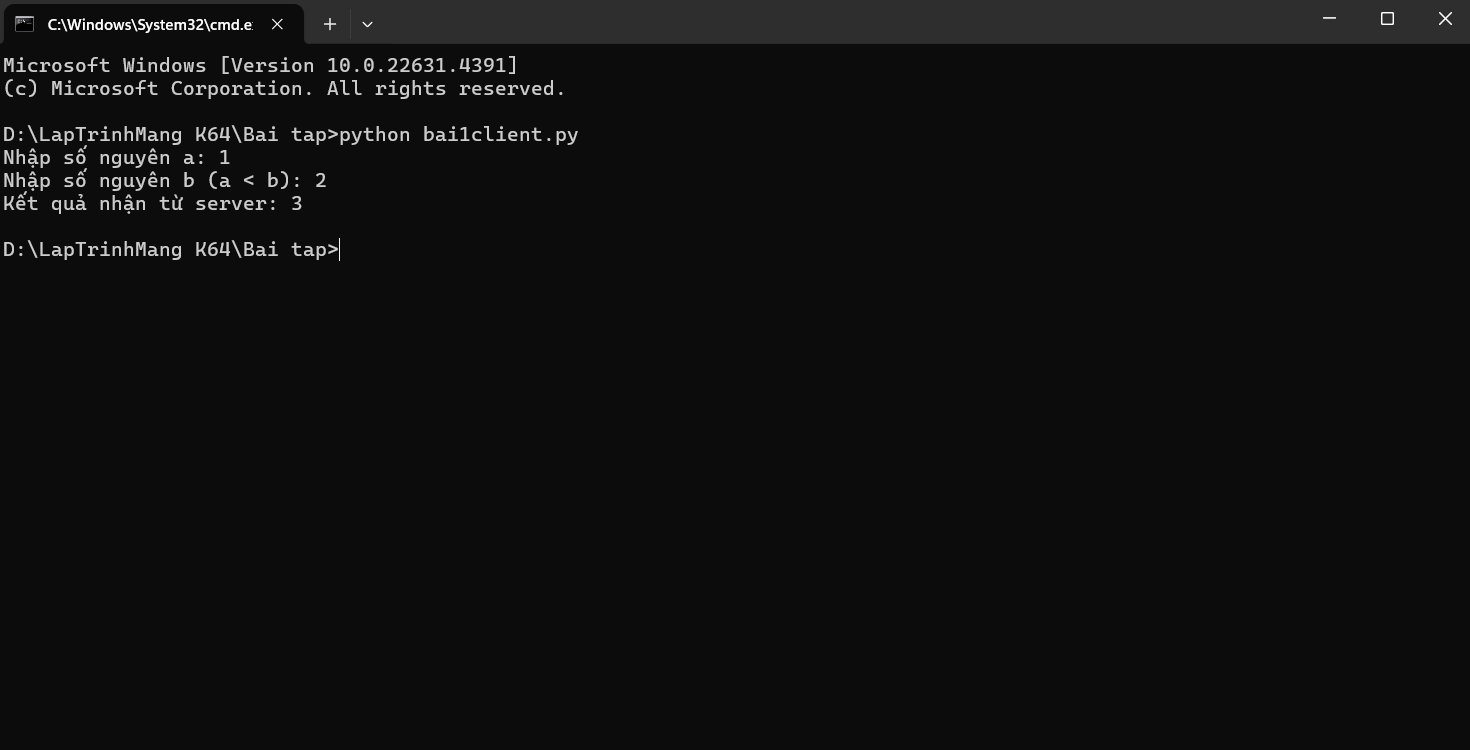 C:\Windows\System32\cmd.e
Microsoft Windows [Version 10.0.22631.4391]
(c) Microsoft Corporation. All rights reserved.
D:\LapTrinhMang K64\Bai tap>python bai1client.py
Nhập số nguyên a: 1
Nhập số nguyên b (a < b): 2
Kết quả nhận từ server: 3
D:\LapTrinhMang K64\Bai tap>